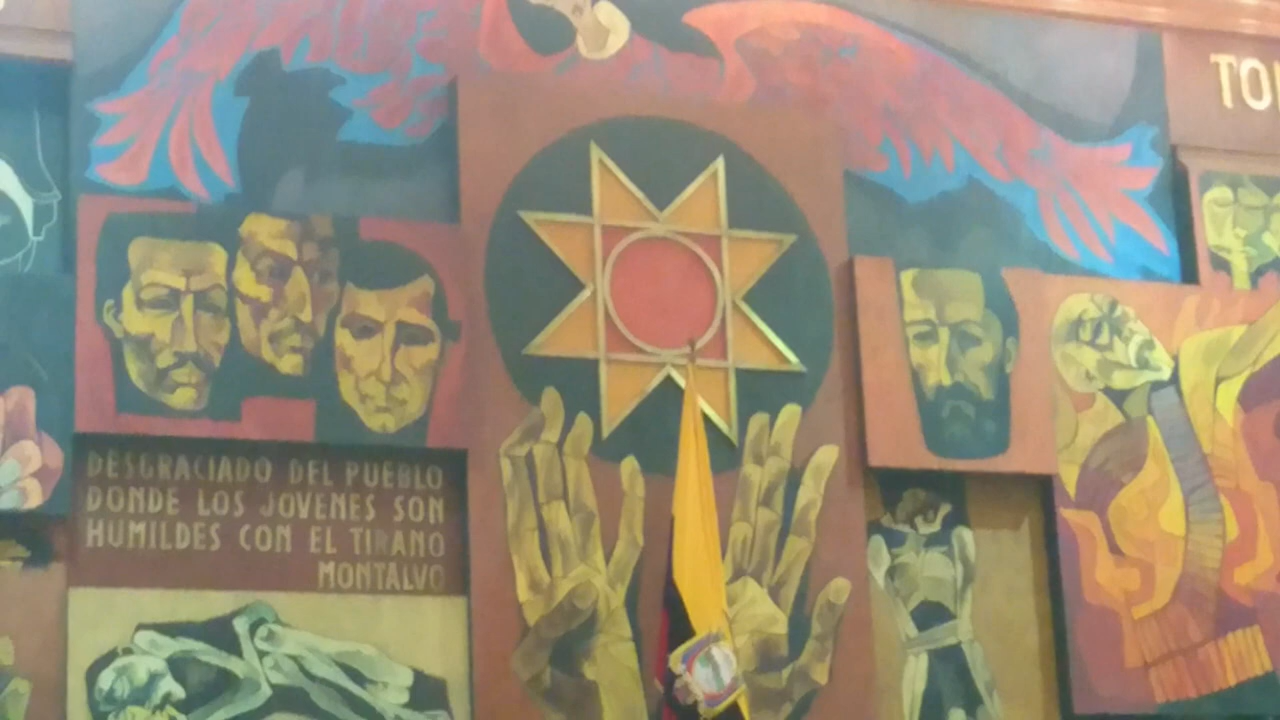 DESGRACIADO DEL PUEBLO
DONDE LOS JOVENES SON
HUMILDES CON EL TIRANO
MONTALVO